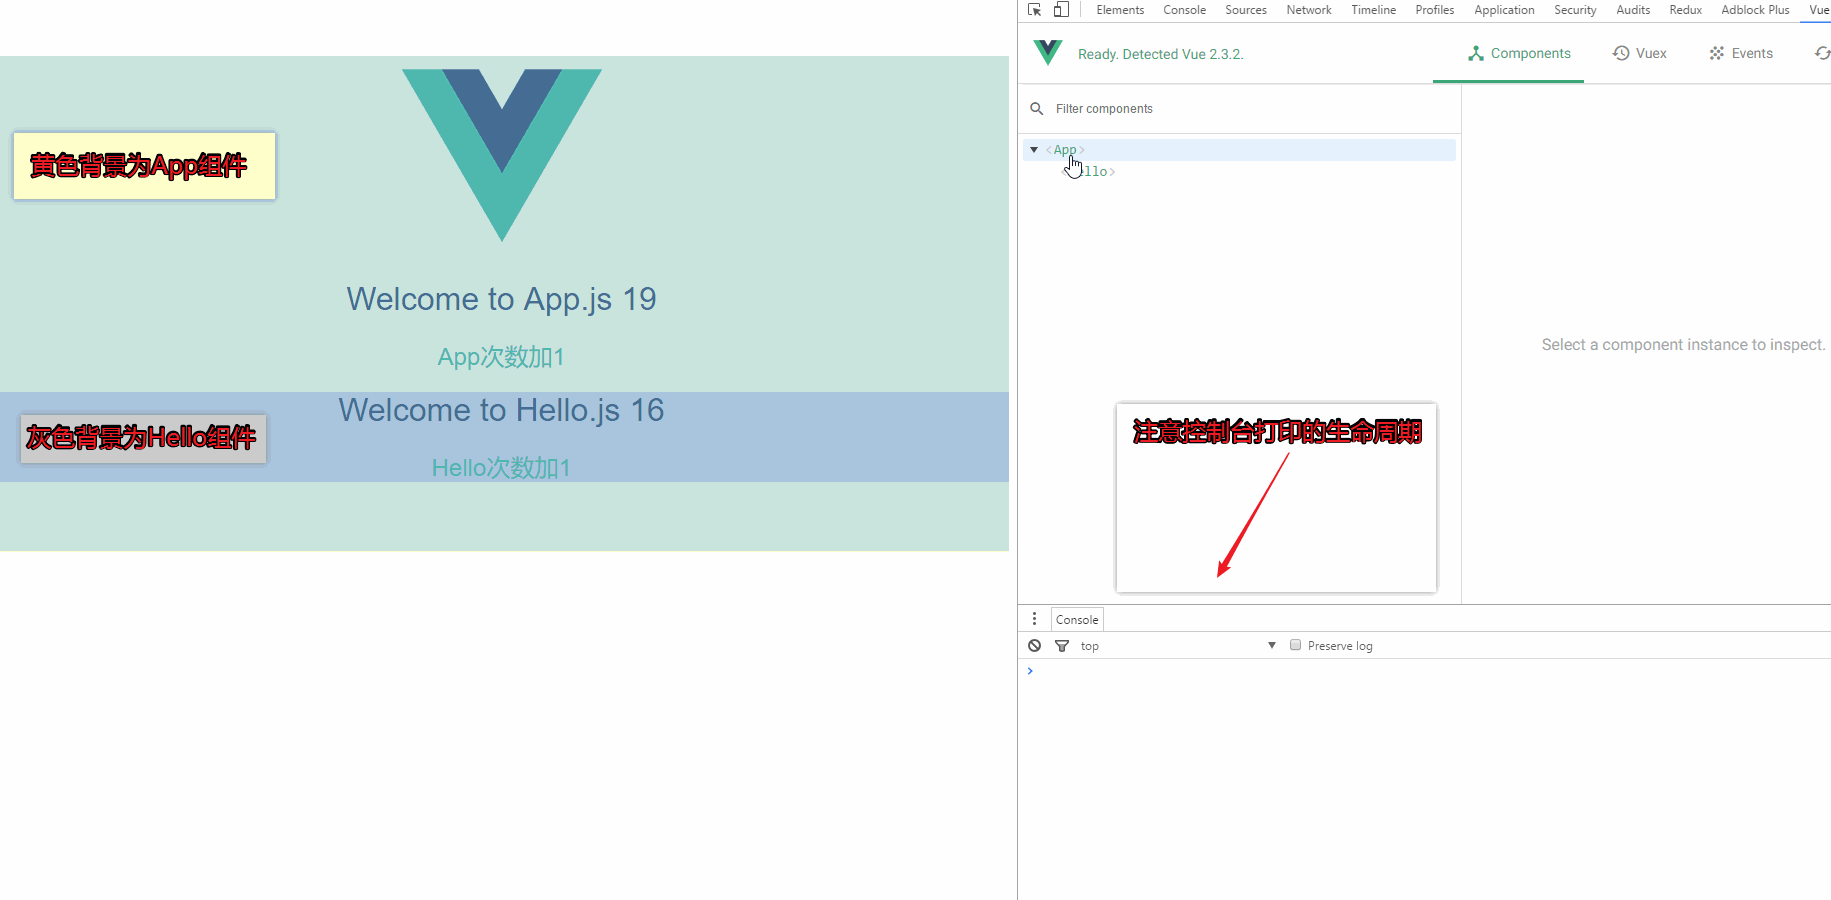 Elements Console Sources Network Timeline Profiles Application Security Audits Redux Adblock Plus Vue
Ready. Detected Vue 2.3.2.
Components Vuex Events
Filter components
<App>
llo>
Select a component instance to inspect.
黄色背景为App组件
Welcome to App.js 19
App次数加1
Welcome to Hello.js 16
灰色背景为Hello组件
Hello次数加1
注意控制台打印的生命周期
Console
top
Preserve log